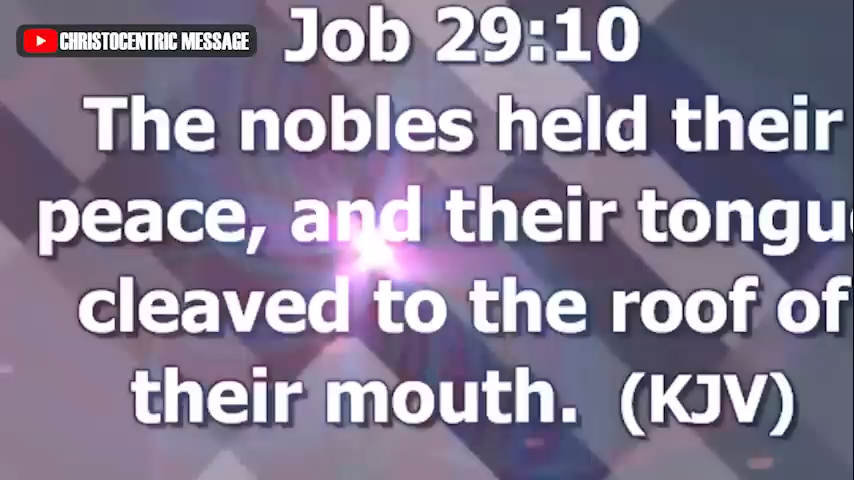 CHRISTOCENTRIC MESSAGE
Job 29:10
The nobles held their
peace, and their tongue
cleaved to the roof of
their mouth. (KJV)